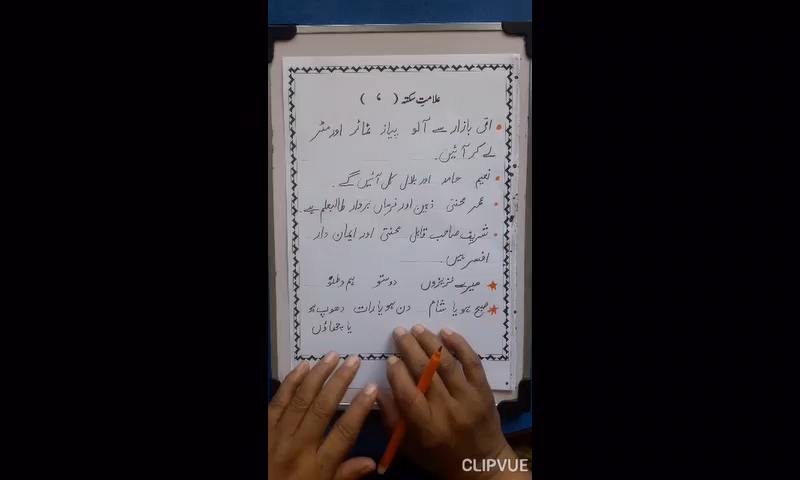 علامتِ سکتہ ( ، )
امی بازار سے آلو پیاز ٹماٹر اور مٹر
لے کر آئیں۔
نعیم حامد اور بلال کل آئیں گے۔
عمر محنتی ذہین اور فرماں بردار طالبعلم ہے
شریف صاحب قابل محنتی اور ایمان دار
افسر ہیں۔
میرے عزیزوں دوستو ہم وطنو
صبح ہو یا شام دن ہو یا رات دھوپ ہو
یا چھاؤں
CLIPVUE